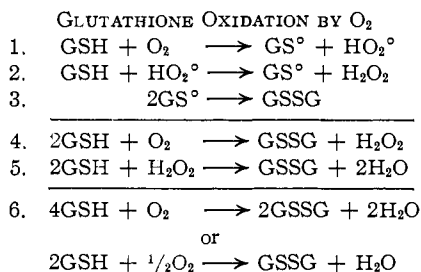 GLUTATHIONE OXIDATION BY O₂
1. GSH + O₂ ⟶ GS° + HO₂°
2. GSH + HO₂° ⟶ GS° + H₂O₂
3. 2GS° ⟶ GSSG
4. 2GSH + O₂ ⟶ GSSG + H₂O₂
5. 2GSH + H₂O₂ ⟶ GSSG + 2H₂O
6. 4GSH + O₂ ⟶ 2GSSG + 2H₂O
or
2GSH + ¹/₂O₂ ⟶ GSSG + H₂O